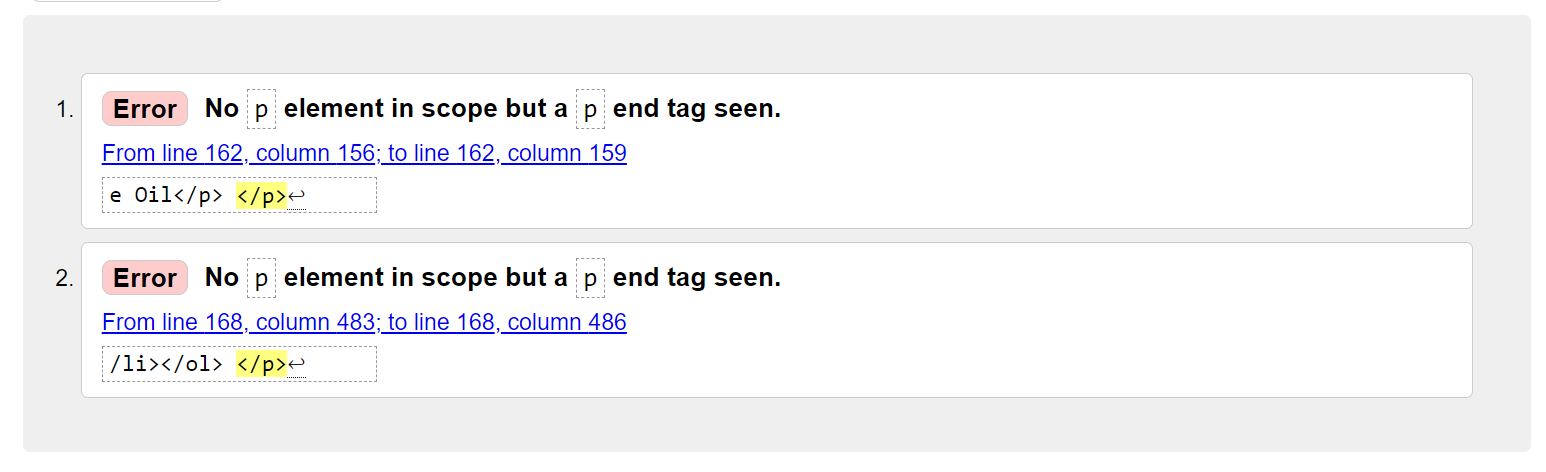 1. Error No p element in scope but a p end tag seen.
From line 162, column 156; to line 162, column 159
e Oil</p> </p>↩
2. Error No p element in scope but a p end tag seen.
From line 168, column 483; to line 168, column 486
/li></ol> </p>↩